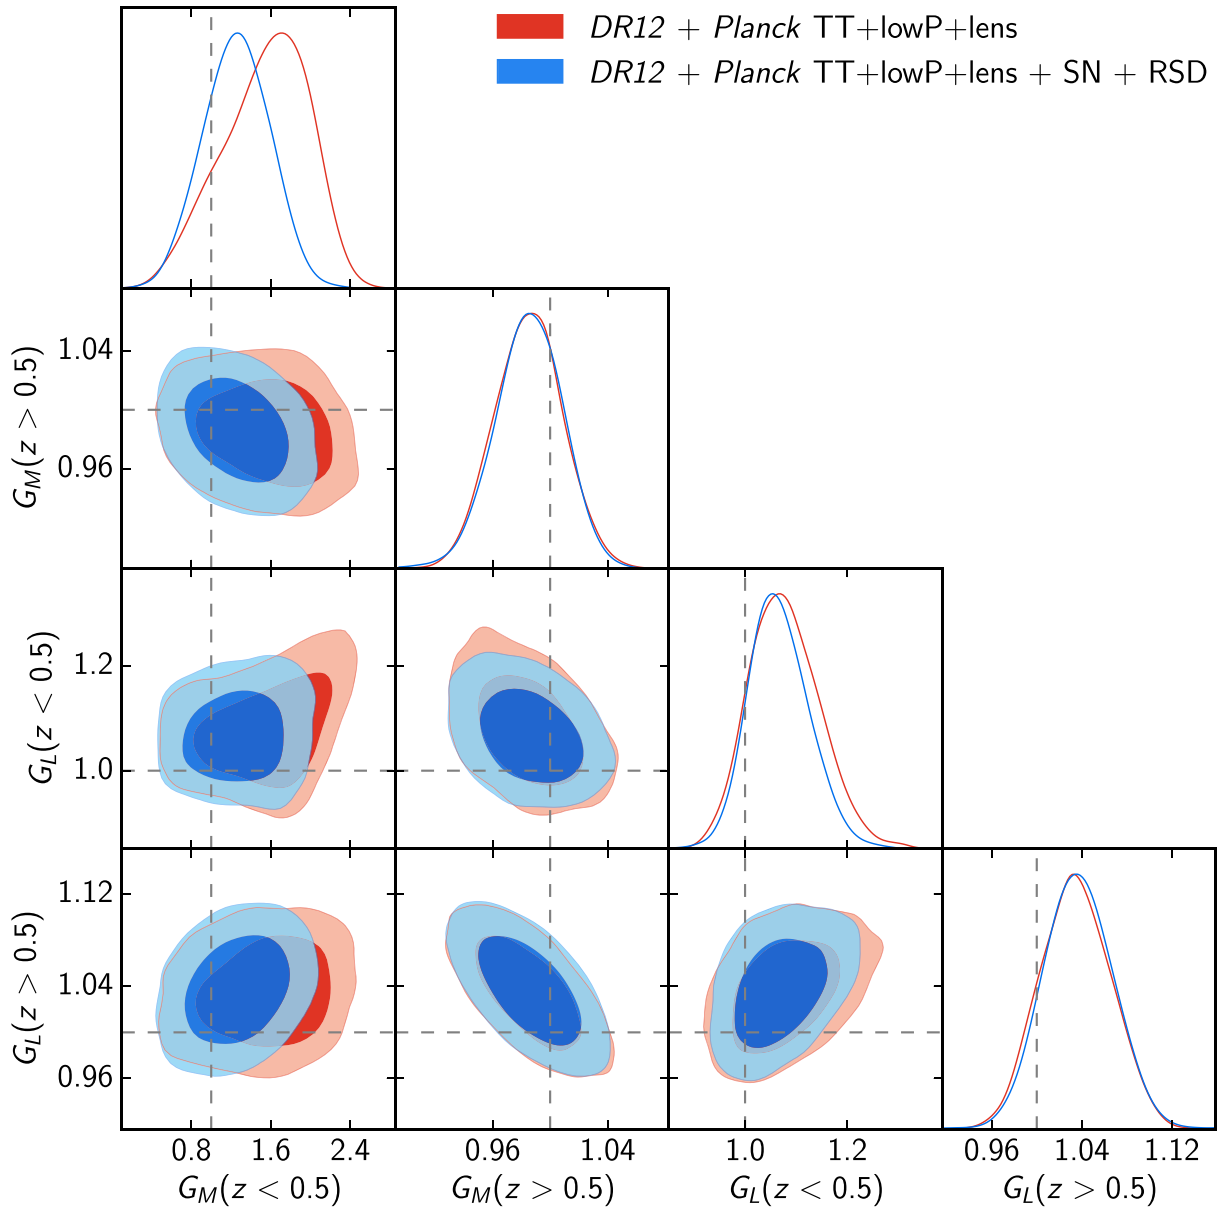 DR12 + Planck TT+lowP+lens
DR12 + Planck TT+lowP+lens + SN + RSD
1.04
0.96
G_M(z > 0.5)
1.2
1.0
G_L(z < 0.5)
1.12
1.04
0.96
G_L(z > 0.5)
0.8 1.6 2.4 0.96 1.04 1.0 1.2 0.96 1.04 1.12
G_M(z < 0.5) G_M(z > 0.5) G_L(z < 0.5) G_L(z > 0.5)